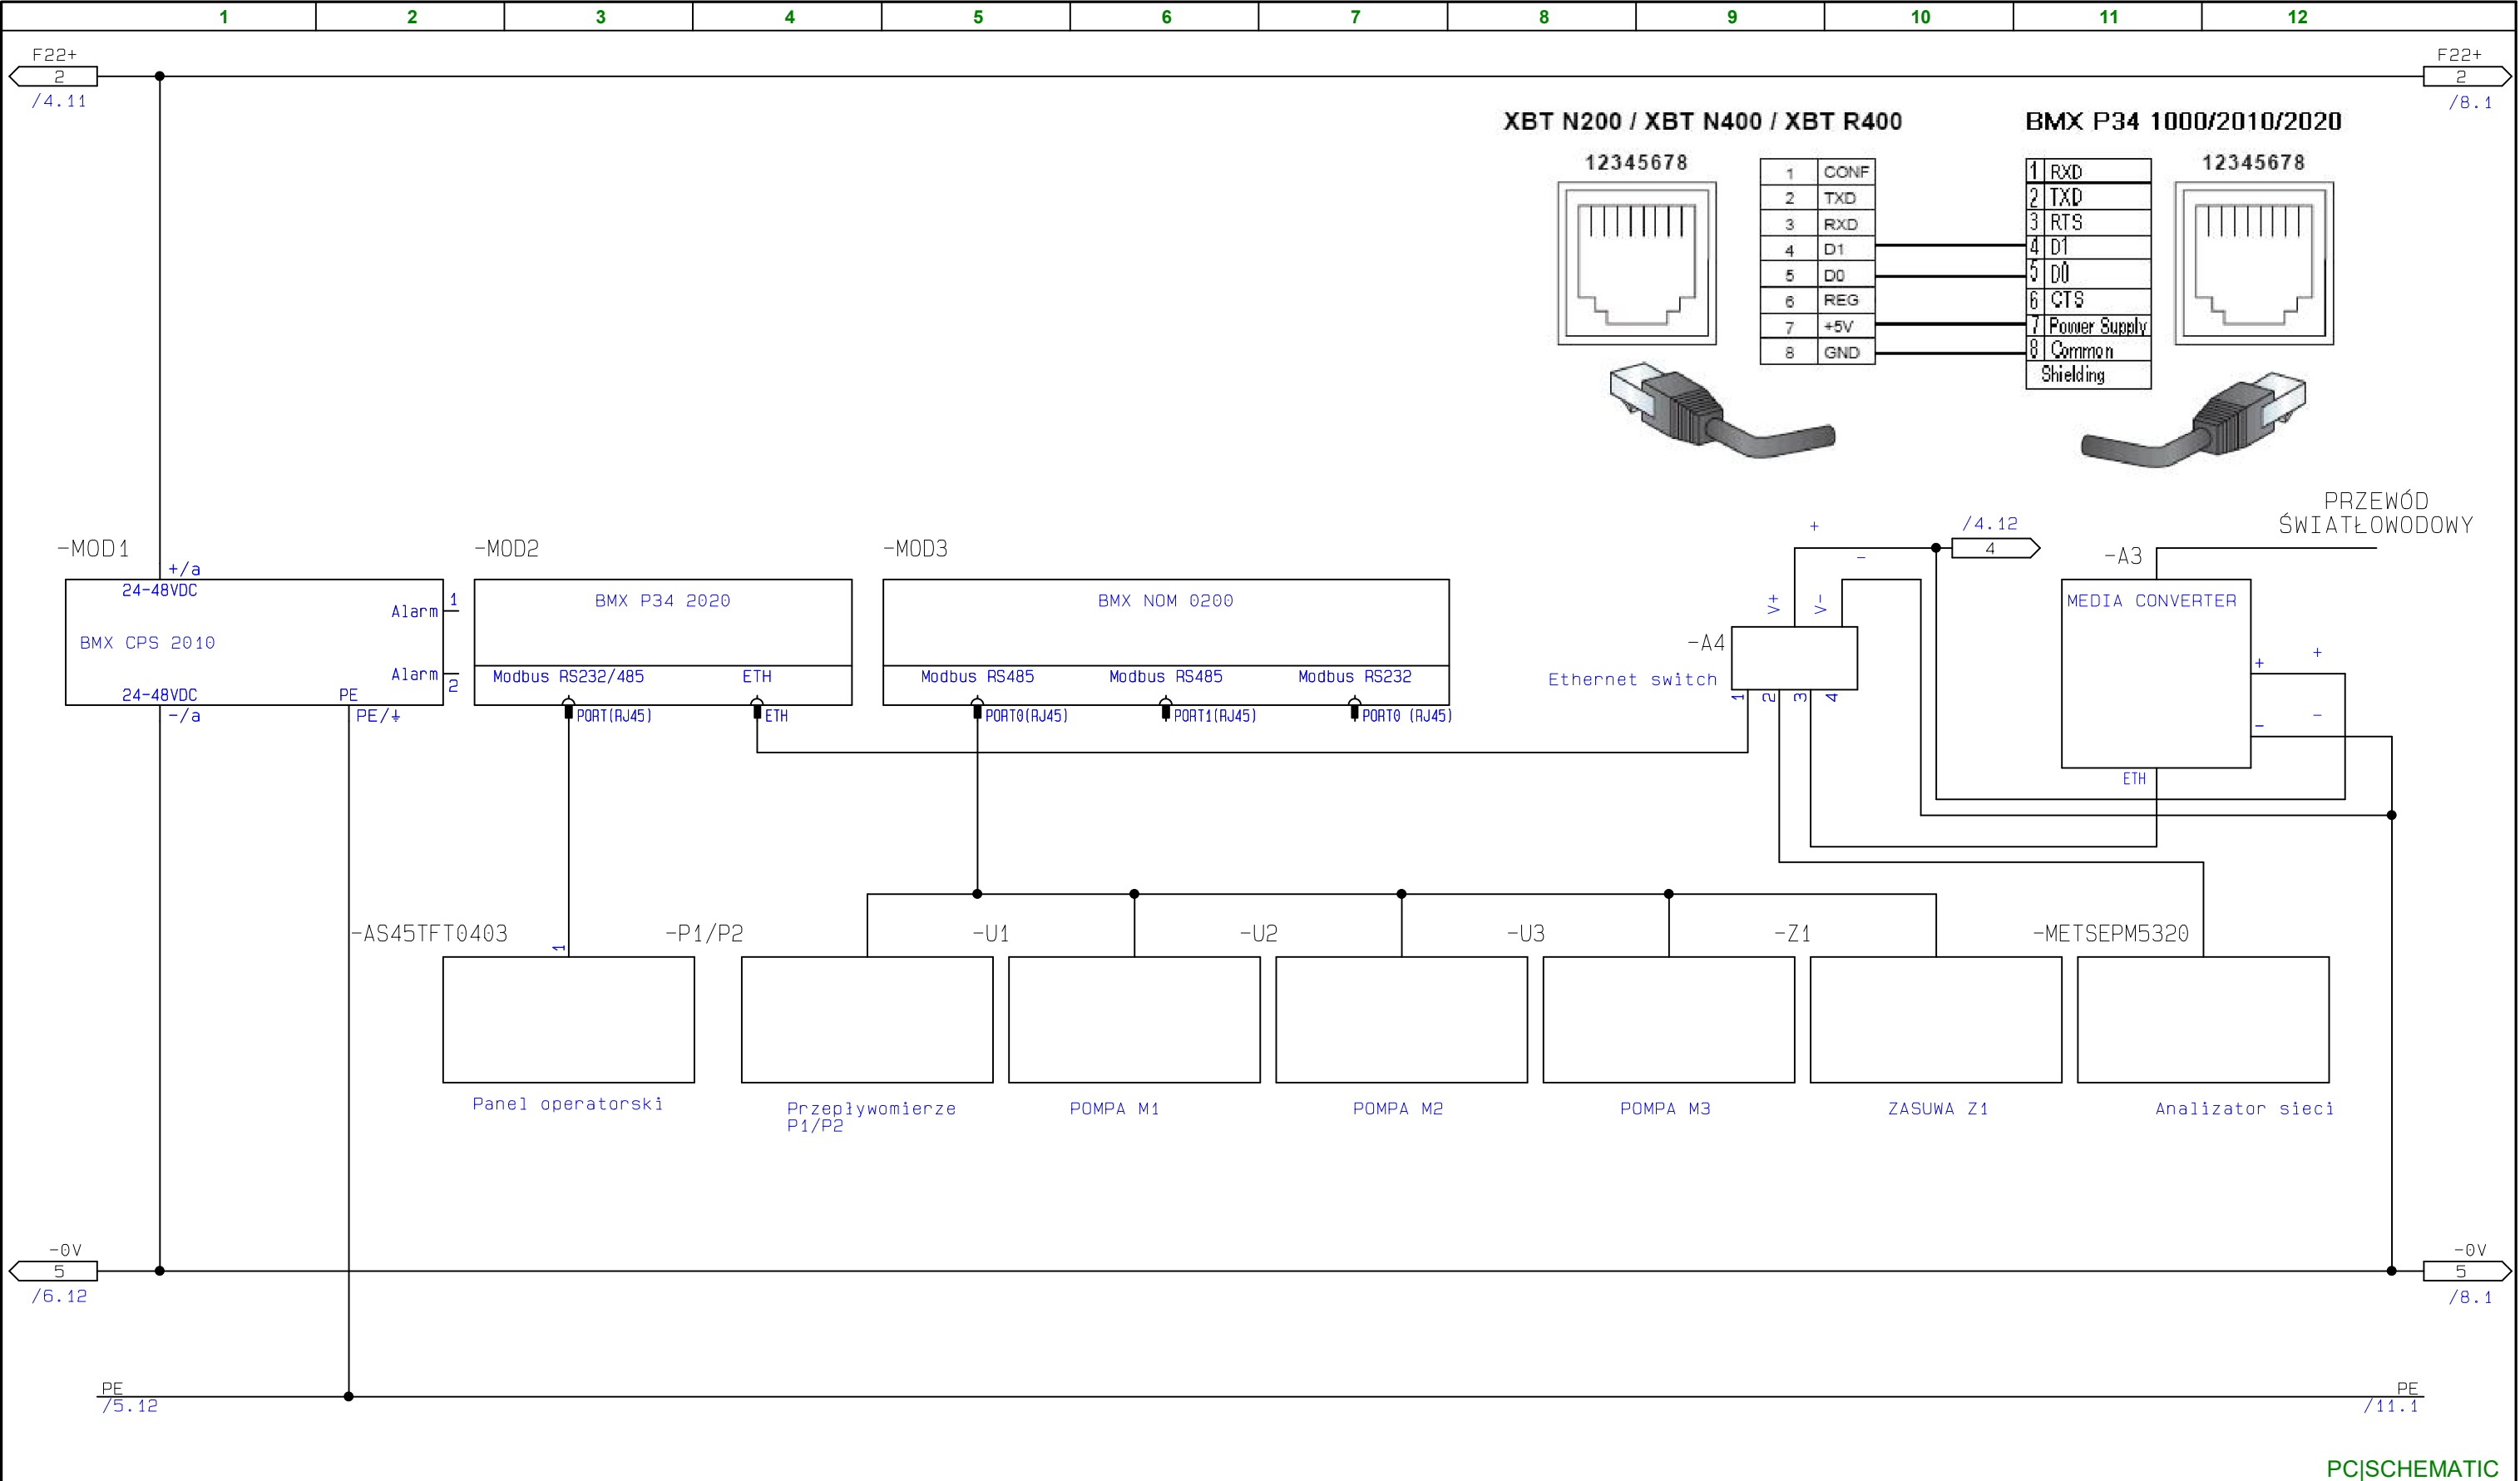 1 2 3 4 5 6 7 8 9 10 11 12
F22+
2
/4.11
F22+
2
/8.1
XBT N200 / XBT N400 / XBT R400
BMX P34 1000/2010/2020
12345678
1 CONF
2 TXD
3 RXD
4 D1
5 D0
6 REG
7 +5V
8 GND
1 RXD
2 TXD
3 RTS
4 D1
5 D0
6 CTS
7 Power Supply
8 Common
Shielding
12345678
PRZEWÓD
ŚWIATŁOWODOWY
-MOD1
+/a
24-48VDC
Alarm 1
BMX CPS 2010
Alarm 2
24-48VDC
PE
-/a
PE/⏚
-MOD2
BMX P34 2020
Modbus RS232/485
ETH
PORT(RJ45)
ETH
-MOD3
BMX NOM 0200
Modbus RS485
Modbus RS485
Modbus RS232
PORT0(RJ45)
PORT1(RJ45)
PORT0 (RJ45)
+
-
/4.12
4
V+
V-
-A4
Ethernet switch
1 2 3 4
-A3
MEDIA CONVERTER
+
+
-
-
ETH
-AS45TFT0403
1
-P1/P2
-U1
-U2
-U3
-Z1
-METSEPM5320
Panel operatorski
Przepływomierze
P1/P2
POMPA M1
POMPA M2
POMPA M3
ZASUWA Z1
Analizator sieci
-0V
5
/6.12
-0V
5
/8.1
PE
/5.12
PE
/11.1
PC|SCHEMATIC